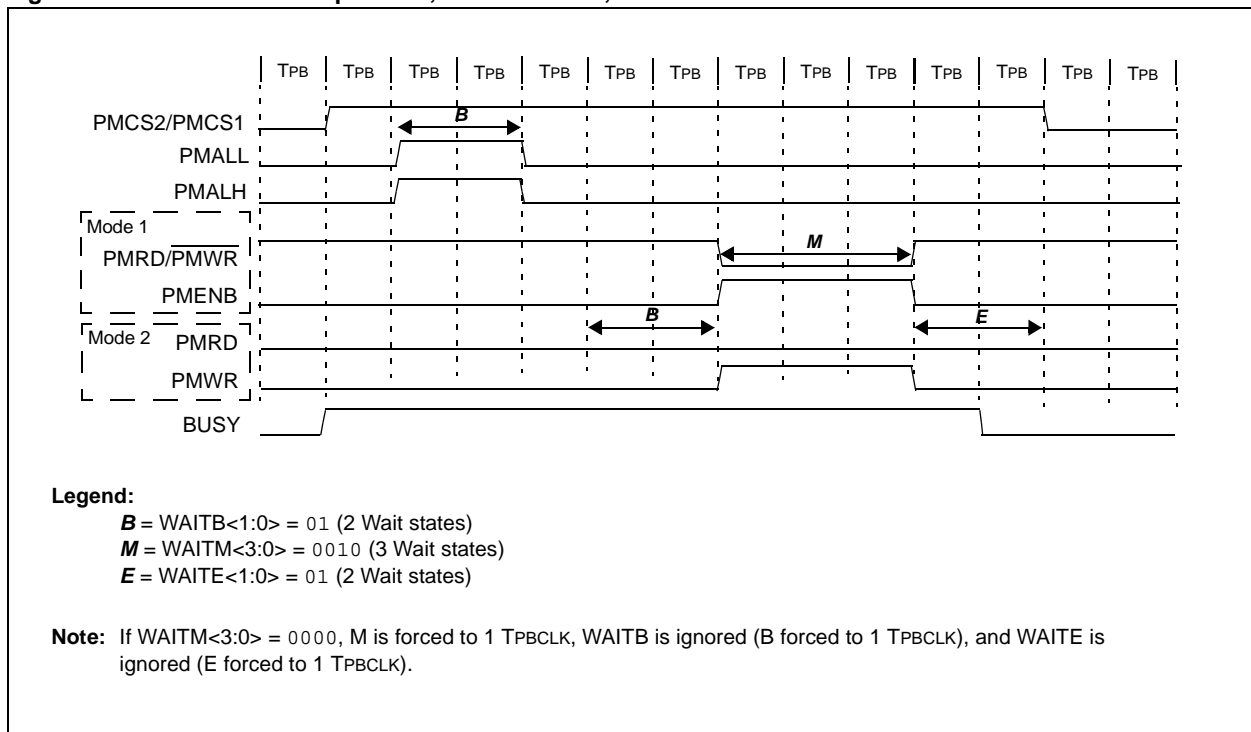 TPB TPB TPB TPB TPB TPB TPB TPB TPB TPB TPB TPB TPB TPB
PMCS2/PMCS1
B
PMALL
PMALH
Mode 1
PMRD/PMWR
M
PMENB
B
E
Mode 2
PMRD
PMWR
BUSY
Legend:
B = WAITB<1:0> = 01 (2 Wait states)
M = WAITM<3:0> = 0010 (3 Wait states)
E = WAITE<1:0> = 01 (2 Wait states)
Note: If WAITM<3:0> = 0000, M is forced to 1 TPBCLK, WAITB is ignored (B forced to 1 TPBCLK), and WAITE is
ignored (E forced to 1 TPBCLK).